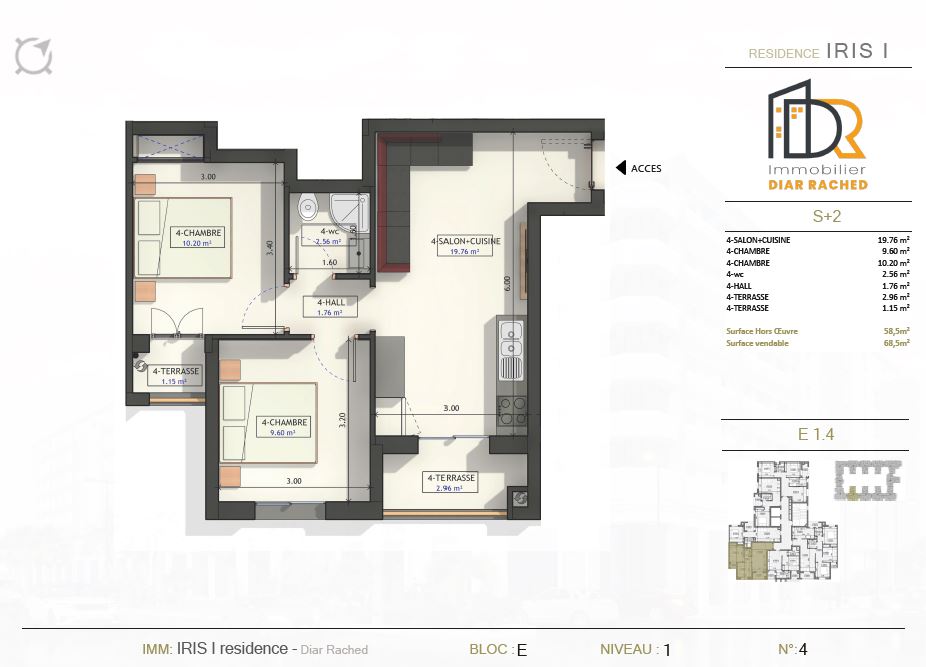 RESIDENCE IRIS I
DR
Immobilier
DIAR RACHED
S+2
4-SALON+CUISINE 19.76 m²
4-CHAMBRE 9.60 m²
4-CHAMBRE 10.20 m²
4-wc 2.56 m²
4-HALL 1.76 m²
4-TERRASSE 2.96 m²
4-TERRASSE 1.15 m²
Surface Hors Œuvre 58,5m²
Surface vendable 68,5m²
E 1.4
ACCES
3.00
4-CHAMBRE
10.20 m²
3.40
4-wc
2.56 m²
1.60
1.60
4-SALON+CUISINE
19.76 m²
6.00
4-HALL
1.76 m²
4-TERRASSE
1.15 m²
4-CHAMBRE
9.60 m²
3.20
3.00
3.00
4-TERRASSE
2.96 m²
IMM: IRIS I residence - Diar Rached BLOC : E NIVEAU : 1 N°:4